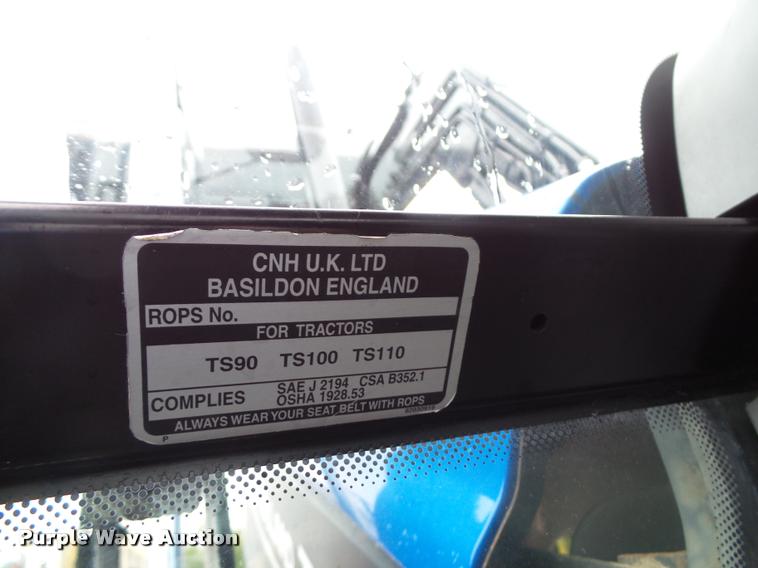 CNH U.K. LTD
BASILDON ENGLAND
ROPS No.
FOR TRACTORS
TS90 TS100 TS110
COMPLIES SAE J 2194 CSA B352.1
OSHA 1928.53
ALWAYS WEAR YOUR SEAT BELT WITH ROPS
P
Purple Wave Auction